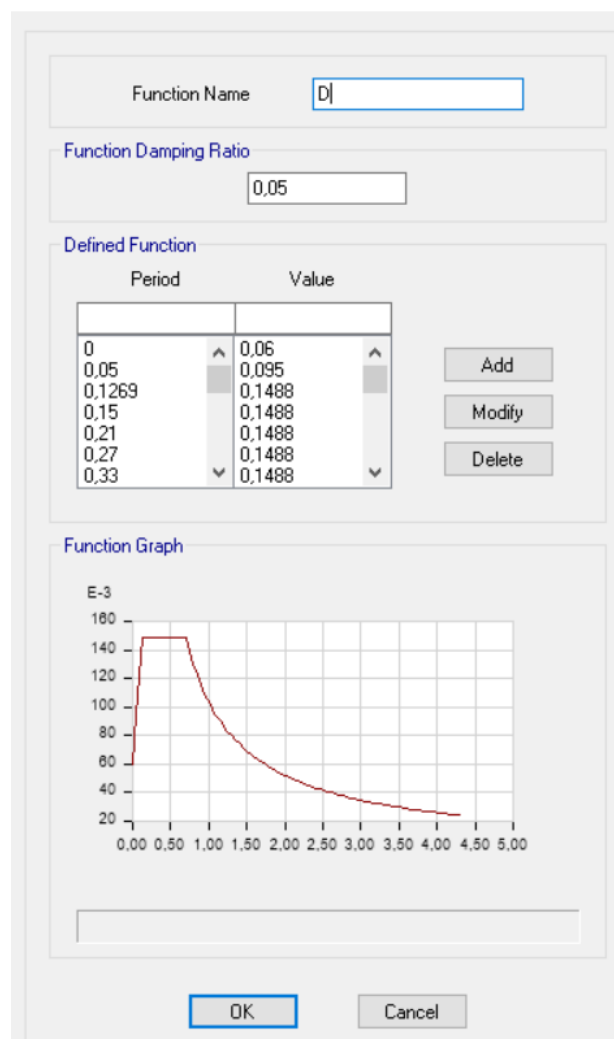 Function Name D
Function Damping Ratio
0,05
Defined Function
Period Value
0 0,06
0,05 0,095
0,1269 0,1488
0,15 0,1488
0,21 0,1488
0,27 0,1488
0,33 0,1488
Add
Modify
Delete
Function Graph
E-3
160
140
120
100
80
60
40
20
0,00 0,50 1,00 1,50 2,00 2,50 3,00 3,50 4,00 4,50 5,00
OK Cancel